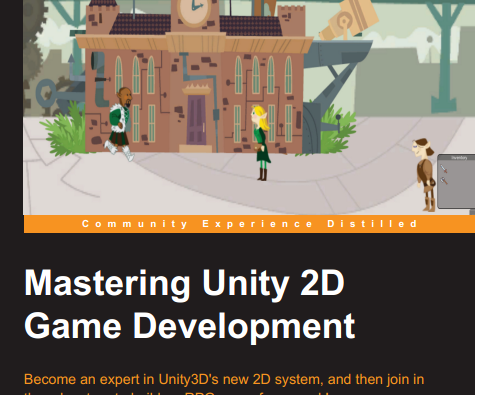 Inventory
Community Experience Distilled
Mastering Unity 2D
Game Development
Become an expert in Unity3D's new 2D system, and then join in